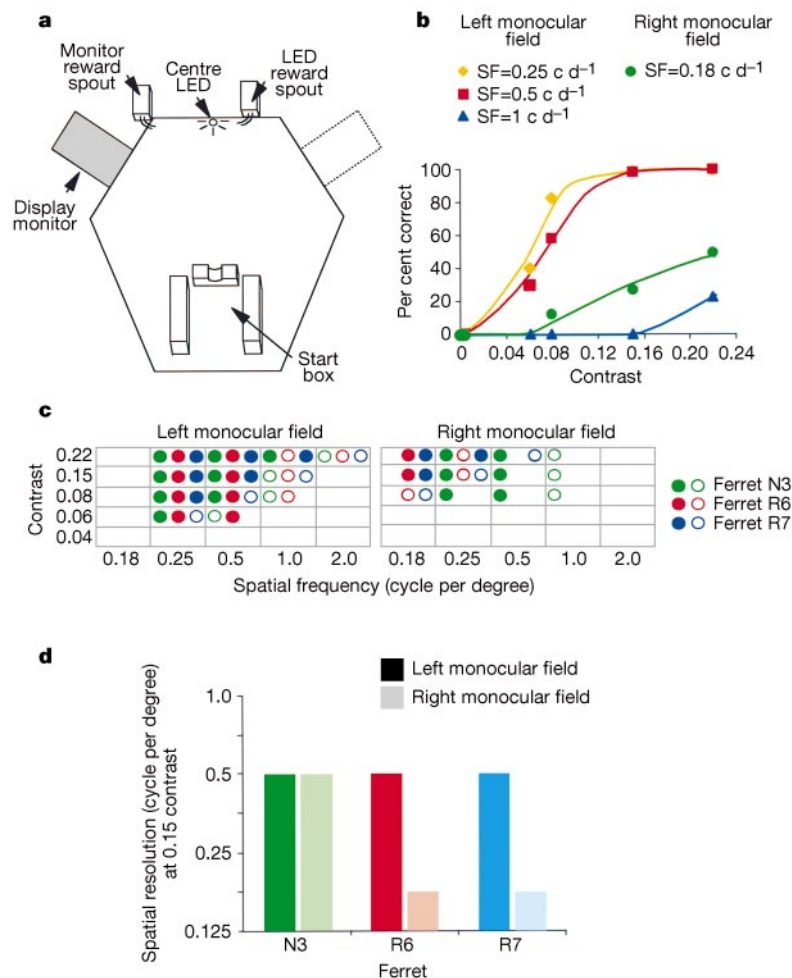 a
Monitor
reward
spout
Centre
LED
LED
reward
spout
Display
monitor
Start
box
b
Left monocular
field
SF=0.25 c d⁻¹
SF=0.5 c d⁻¹
SF=1 c d⁻¹
Right monocular
field
SF=0.18 c d⁻¹
Per cent correct
100
80
60
40
20
0
0 0.04 0.08 0.12 0.16 0.20 0.24
Contrast
c
Left monocular field
Right monocular field
Contrast
0.22
0.15
0.08
0.06
0.04
0.18 0.25 0.5 1.0 2.0 0.18 0.25 0.5 1.0 2.0
Spatial frequency (cycle per degree)
Ferret N3
Ferret R6
Ferret R7
d
Left monocular field
Right monocular field
Spatial resolution (cycle per degree)
at 0.15 contrast
1.0
0.5
0.25
0.125
N3 R6 R7
Ferret